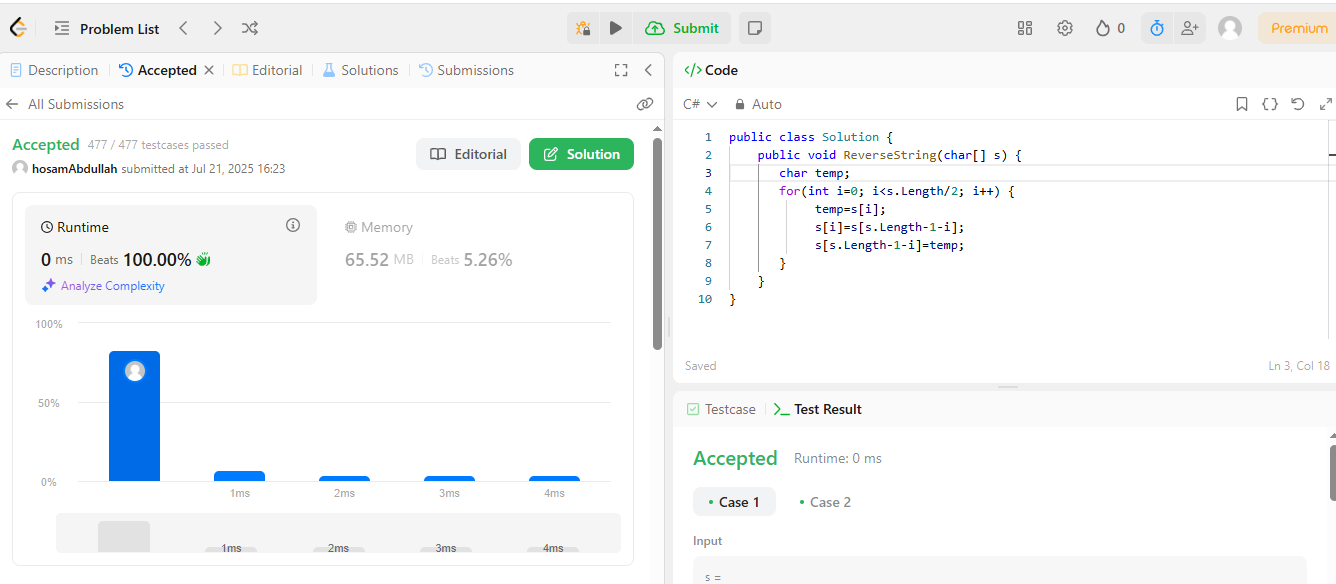 Problem List
Submit
0
Premium
Description
Accepted
Editorial
Solutions
Submissions
All Submissions
Accepted 477 / 477 testcases passed
hosamAbdullah submitted at Jul 21, 2025 16:23
Editorial
Solution
Runtime
0 ms Beats 100.00%
Analyze Complexity
Memory
65.52 MB Beats 5.26%
100%
50%
0%
1ms 2ms 3ms 4ms
1ms 2ms 3ms 4ms
</> Code
C# Auto
1 public class Solution {
2 public void ReverseString(char[] s) {
3 char temp;
4 for(int i=0; i<s.Length/2; i++) {
5 temp=s[i];
6 s[i]=s[s.Length-1-i];
7 s[s.Length-1-i]=temp;
8 }
9 }
10 }
Saved
Ln 3, Col 18
Testcase
Test Result
Accepted Runtime: 0 ms
• Case 1 • Case 2
Input
s =